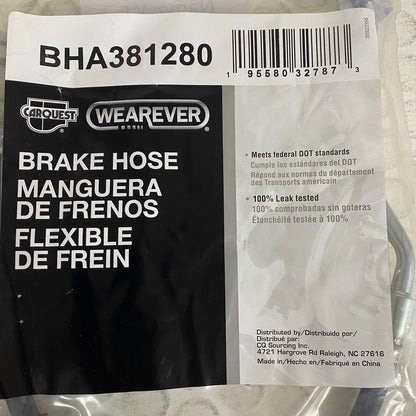 BHA381280
1 95580 32787 3
35822765
CARQUEST
WEAREVER
BRAKE HOSE
MANGUERA
DE FRENOS
FLEXIBLE
DE FREIN
• Meets federal DOT standards
Cumple los estándares del DOT
Répond aux normes du département
des Transports américain.
• 100% Leak tested
100% comprobadas sin goteras
Étanchéité testée à 100%
Distributed by/Distribuido por/
Distribué par:
CQ Sourcing Inc.
4721 Hargrove Rd Raleigh, NC 27616
Made in/Hecho en/Fabriqué en China